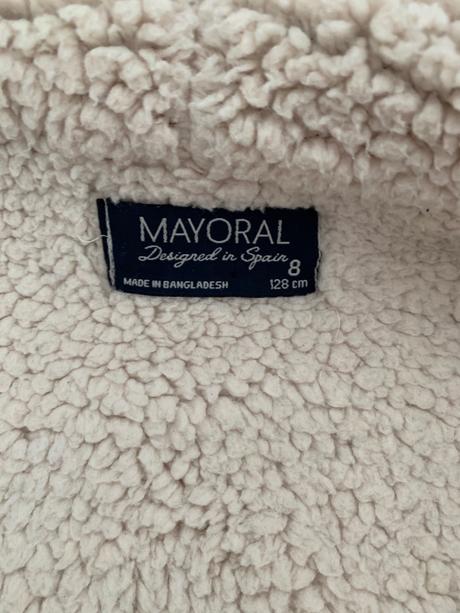 MAYORAL
Designed in Spain
8
MADE IN BANGLADESH 128 cm